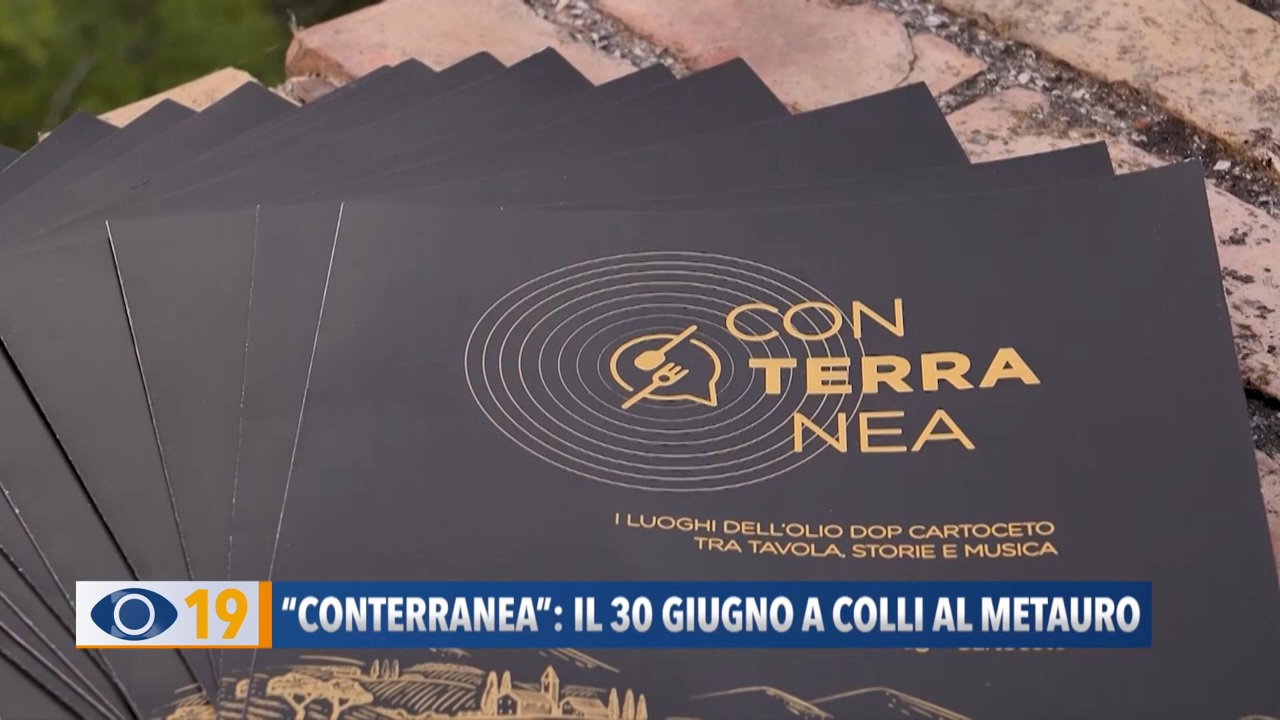 CON
TERRA
NEA
I LUOGHI DELL'OLIO DOP CARTOCETO
TRA TAVOLA, STORIE E MUSICA
19
“CONTERRANEA”: IL 30 GIUGNO A COLLI AL METAURO